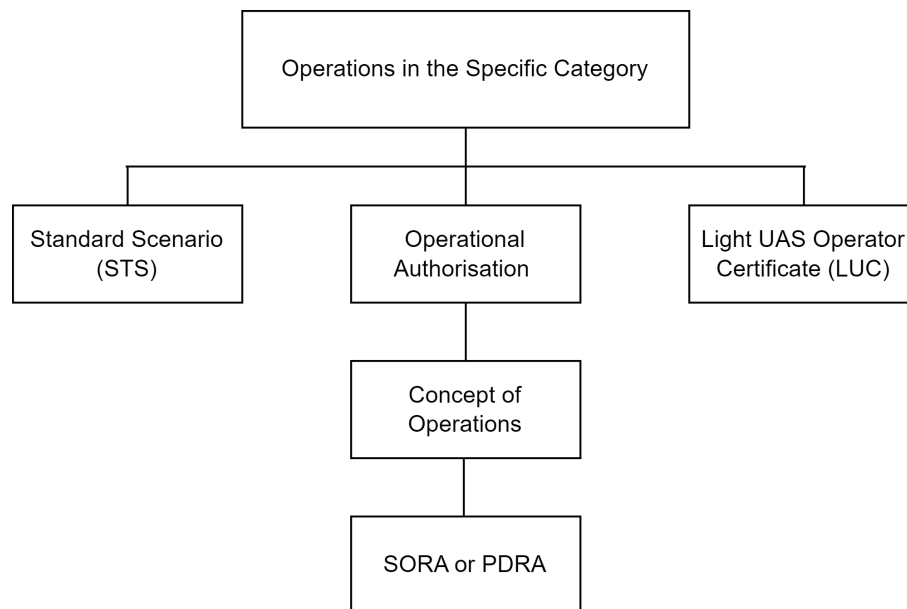 Operations in the Specific Category
Standard Scenario
(STS)
Operational
Authorisation
Light UAS Operator
Certificate (LUC)
Concept of
Operations
SORA or PDRA